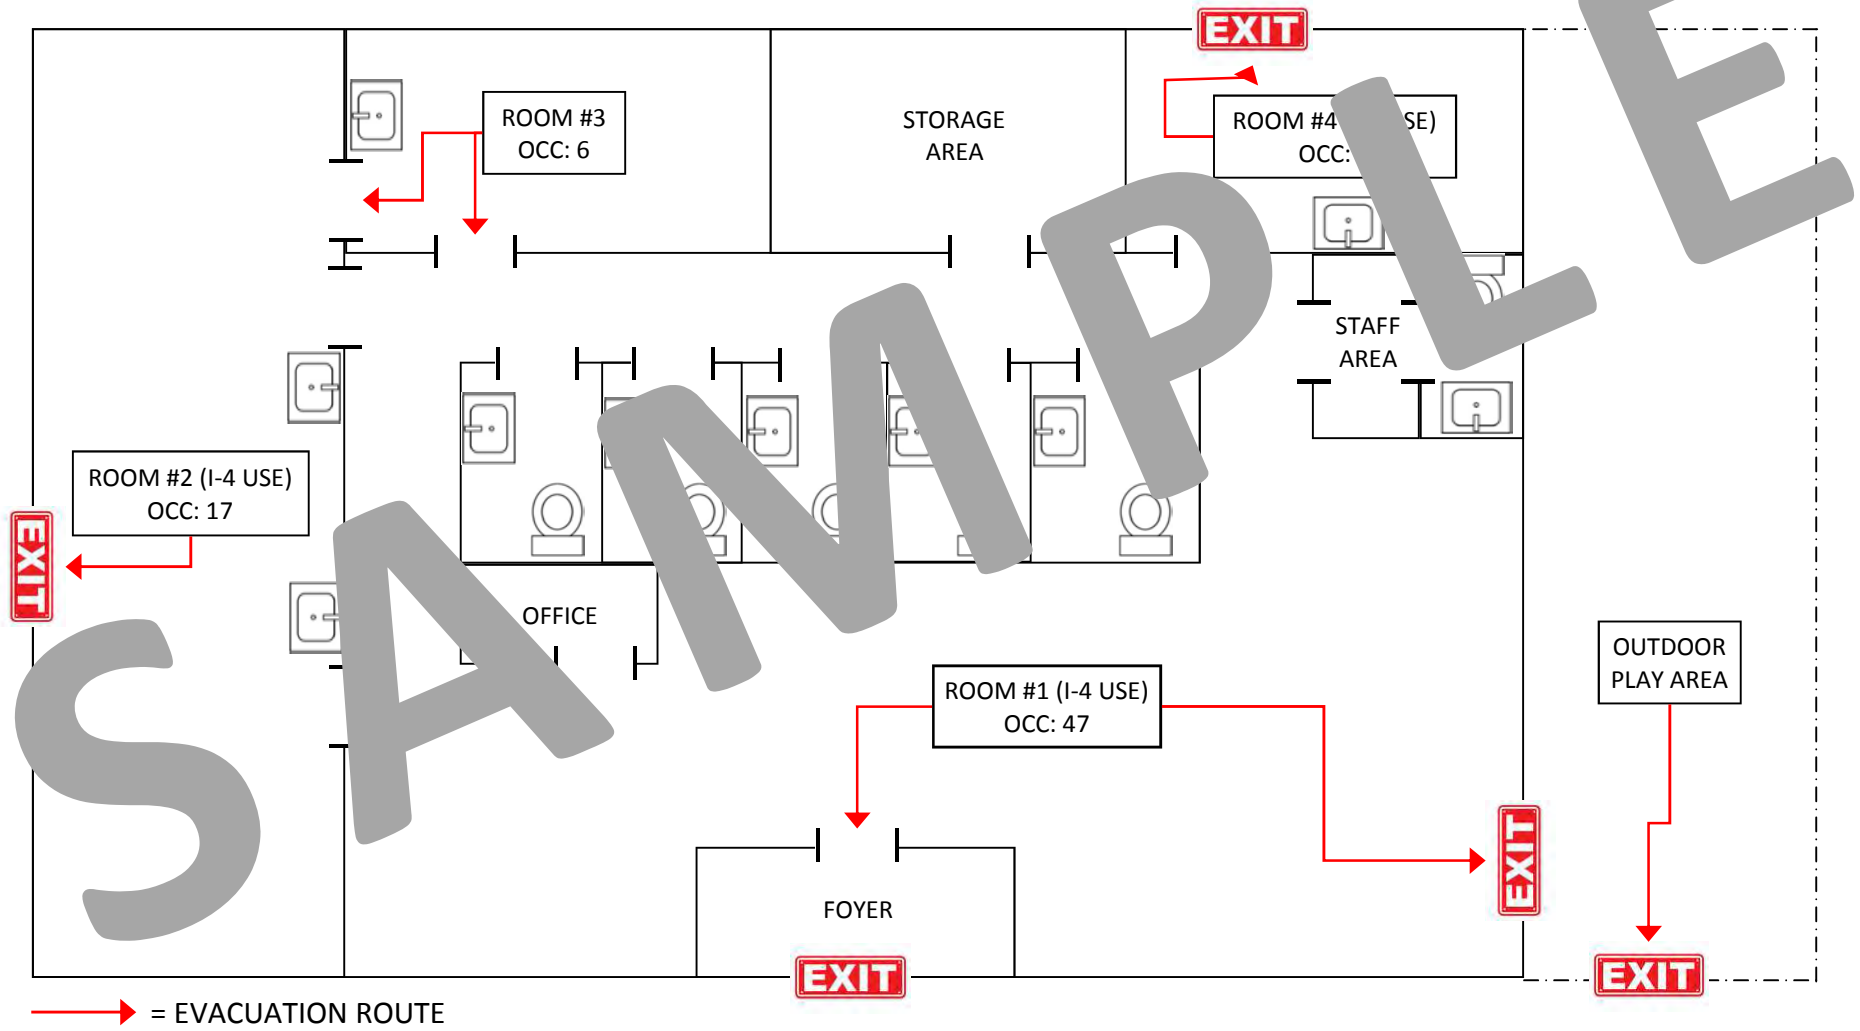 EXIT
ROOM #3
OCC: 6
STORAGE
AREA
ROOM #4 SE)
OCC:
STAFF
AREA
ROOM #2 (I-4 USE)
OCC: 17
EXIT
OFFICE
ROOM #1 (I-4 USE)
OCC: 47
OUTDOOR
PLAY AREA
EXIT
FOYER
EXIT
EXIT
= EVACUATION ROUTE
SAMPLE